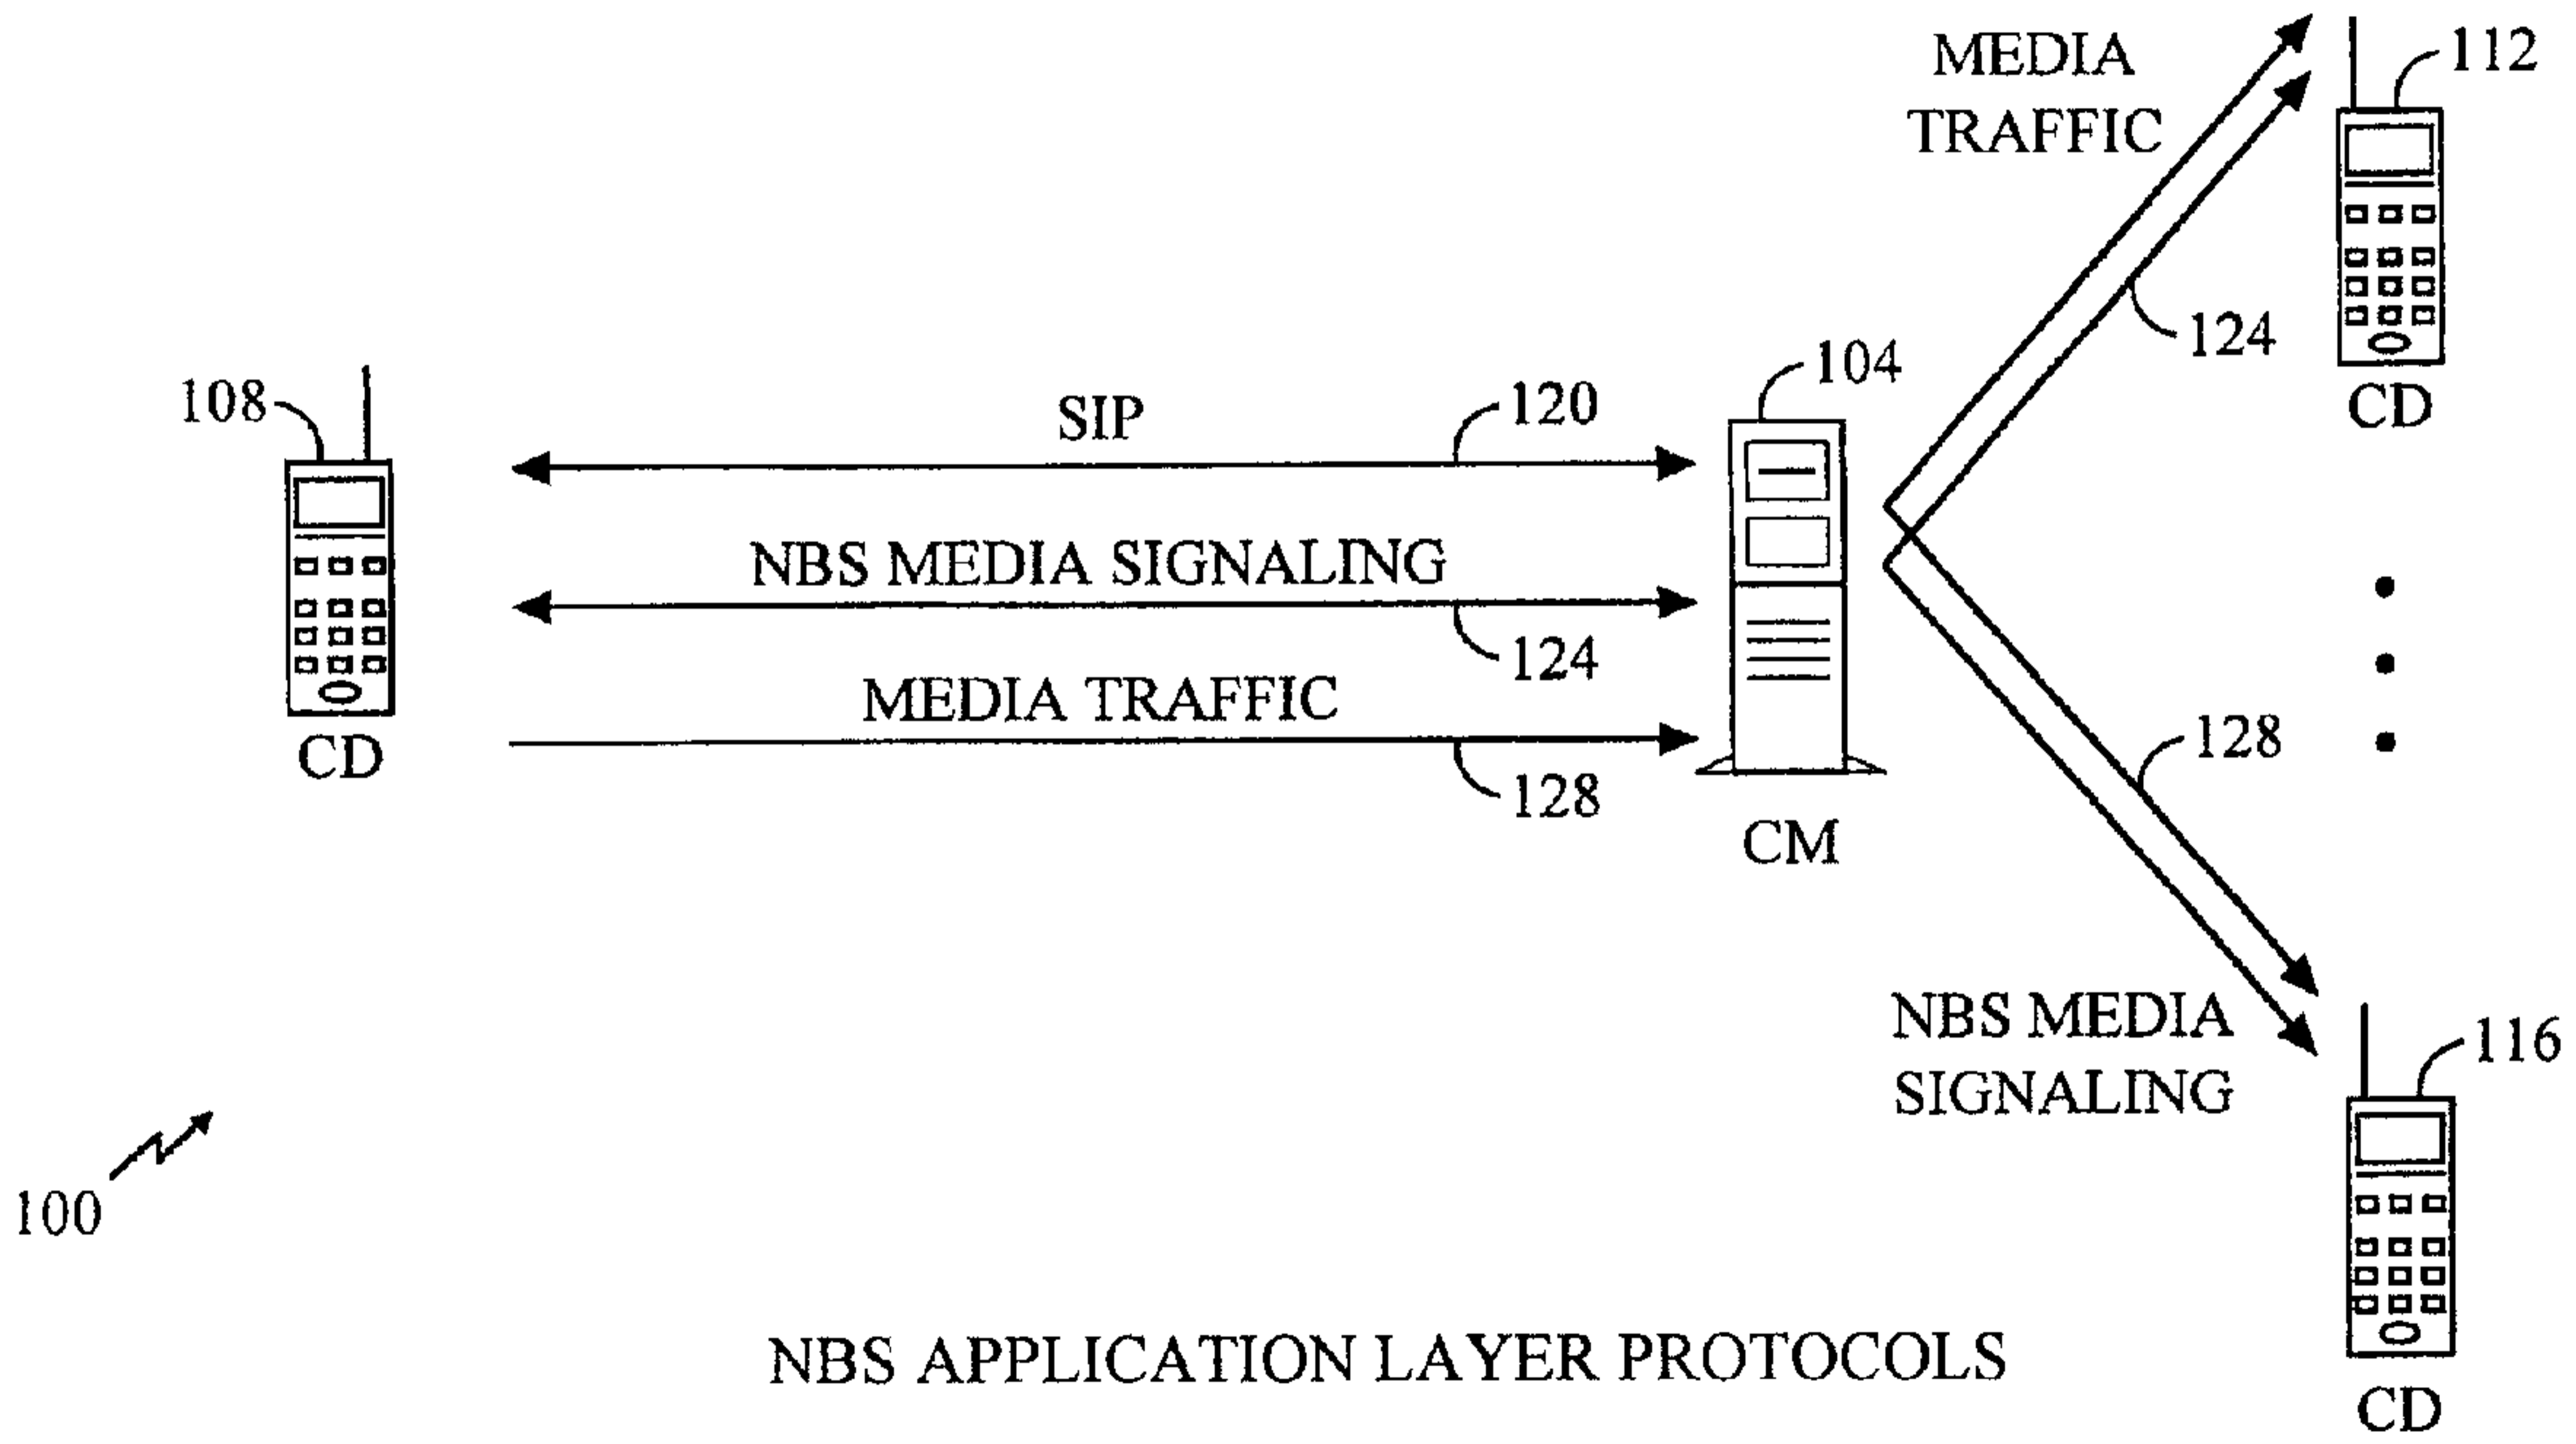 MEDIA
TRAFFIC
112
124
CD
108
SIP
120
104
NBS MEDIA SIGNALING
124
MEDIA TRAFFIC
128
CD
CM
128
NBS MEDIA
SIGNALING
116
100
NBS APPLICATION LAYER PROTOCOLS
CD